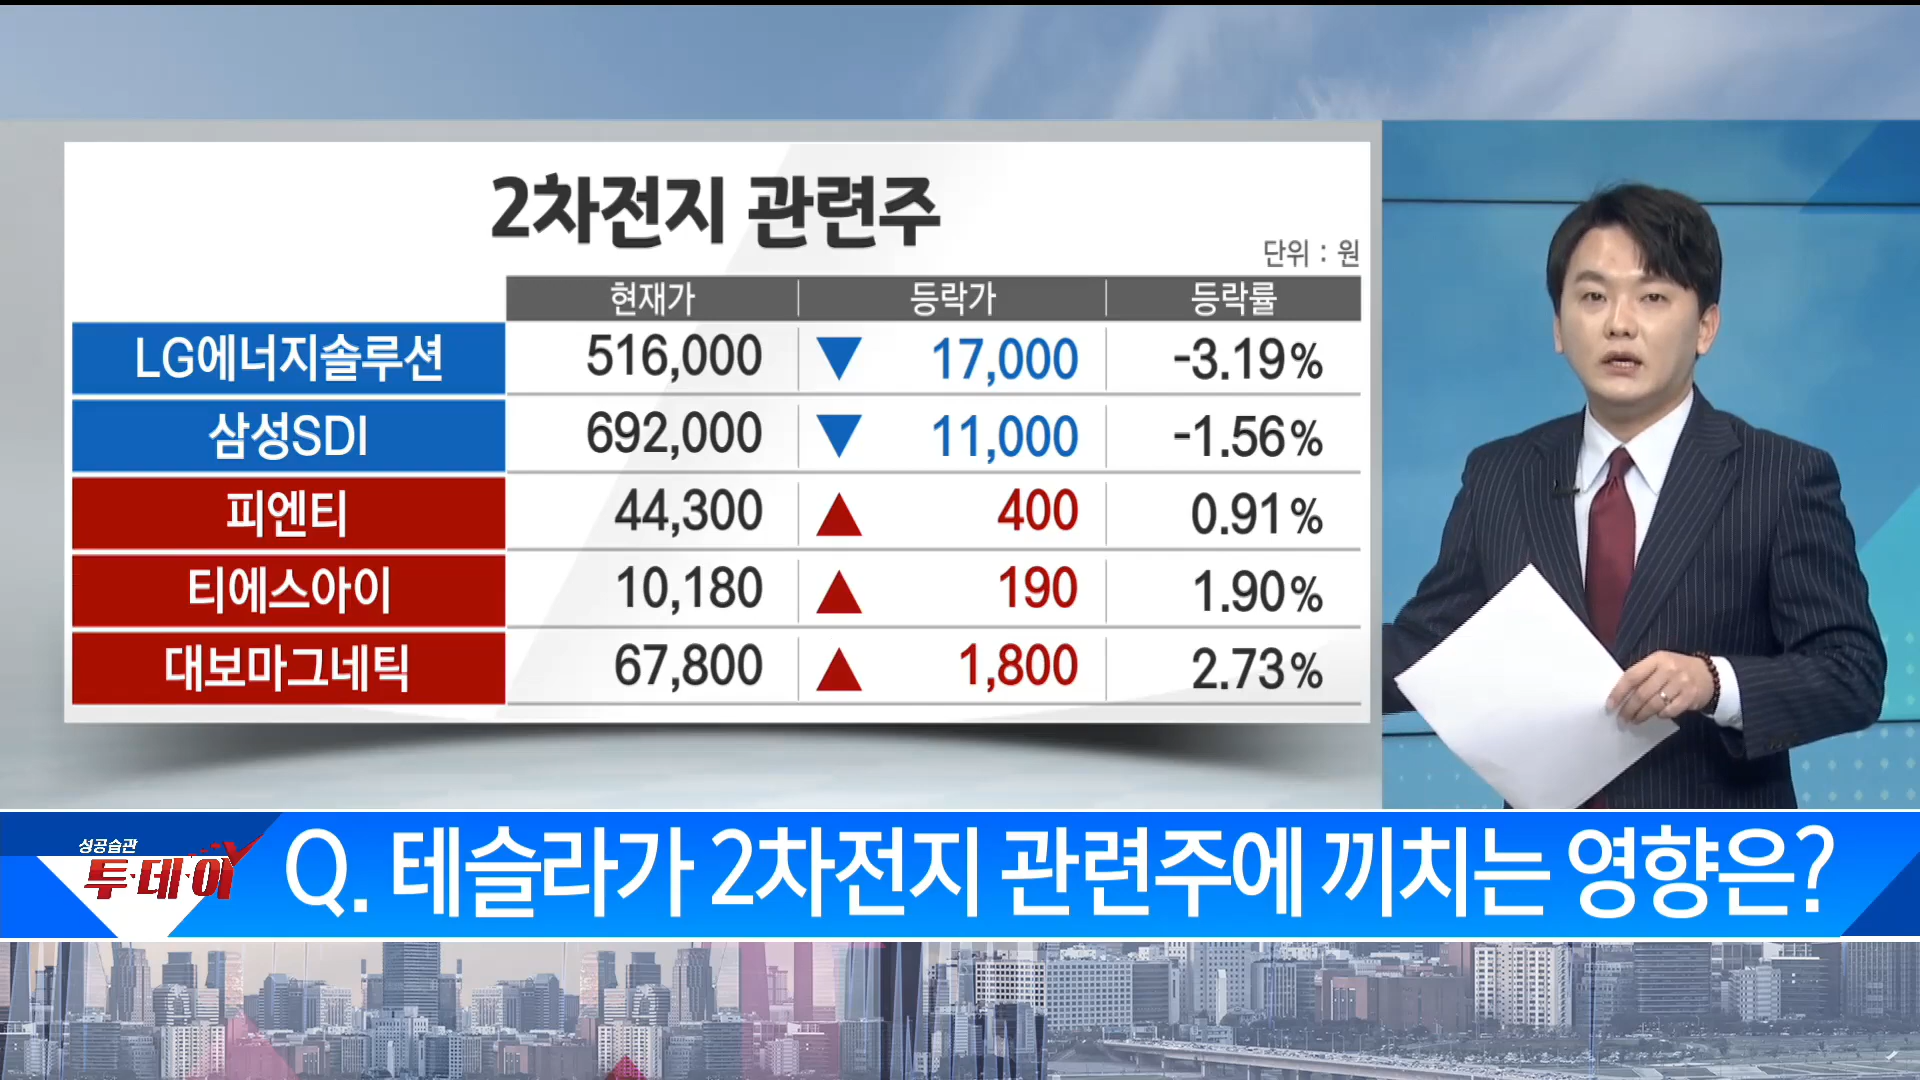 2차전지 관련주
단위 : 원
현재가 등락가 등락률
LG에너지솔루션 516,000 ▼ 17,000 -3.19%
삼성SDI 692,000 ▼ 11,000 -1.56%
피엔티 44,300 ▲ 400 0.91%
티에스아이 10,180 ▲ 190 1.90%
대보마그네틱 67,800 ▲ 1,800 2.73%
성공습관
투데이
Q. 테슬라가 2차전지 관련주에 끼치는 영향은?